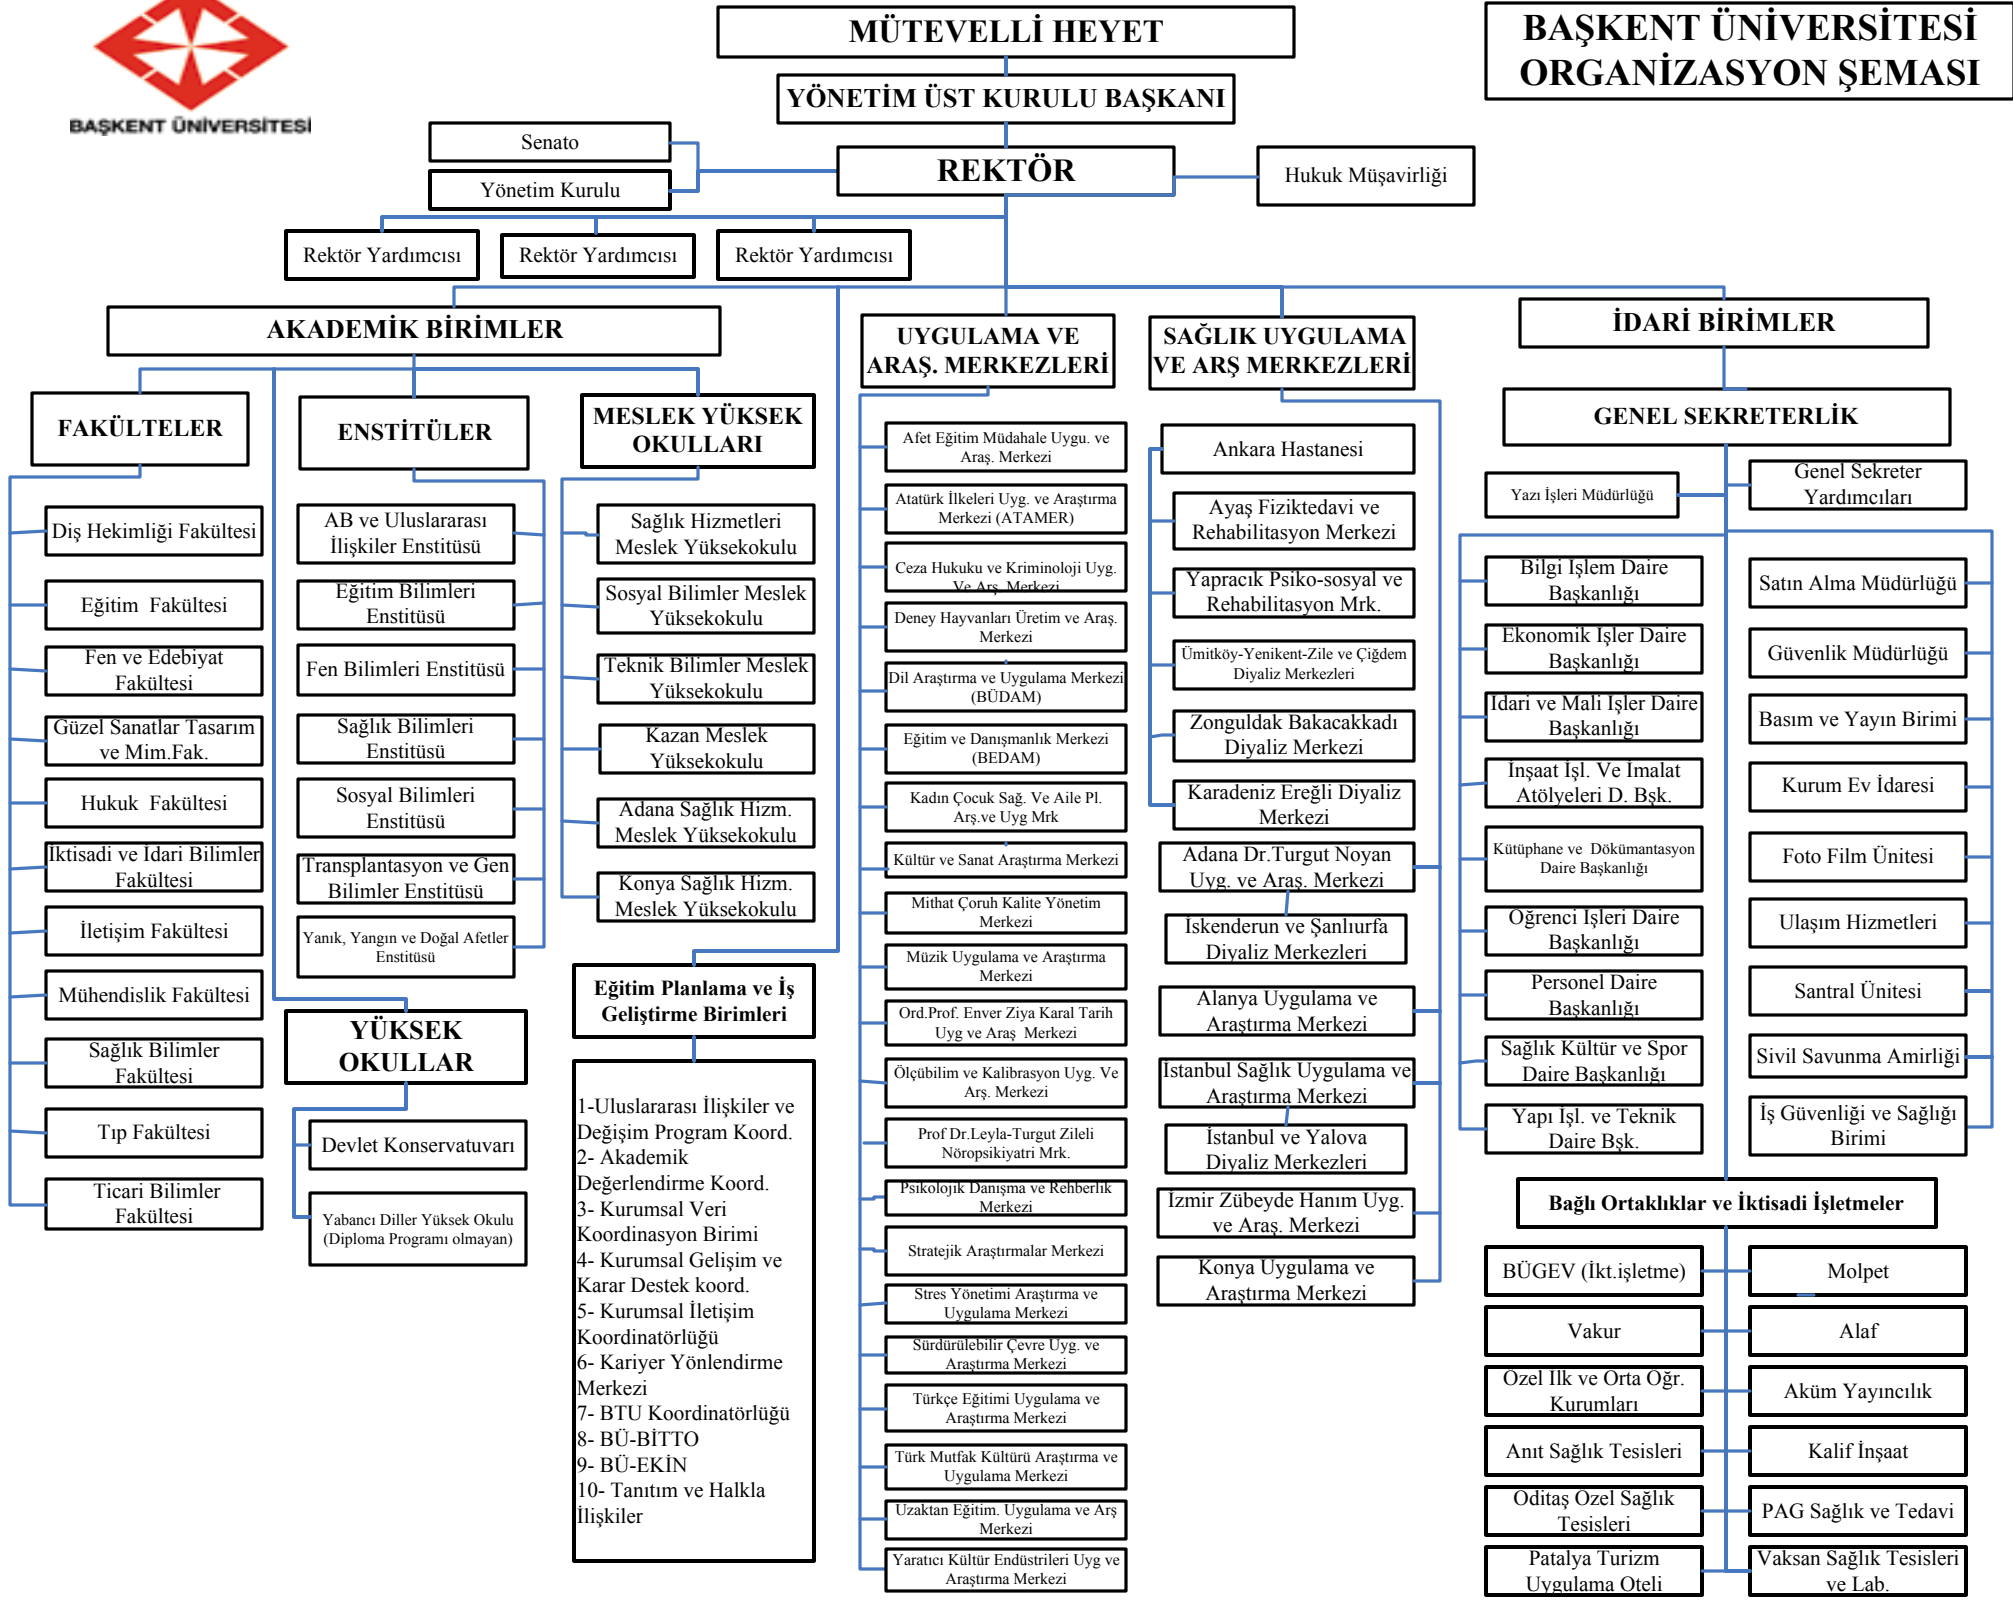 BAŞKENT ÜNİVERSİTESİ
MÜTEVELLİ HEYET
BAŞKENT ÜNİVERSİTESİ
ORGANİZASYON ŞEMASI
YÖNETİM ÜST KURULU BAŞKANI
Senato
Yönetim Kurulu
REKTÖR
Hukuk Müşavirliği
Rektör Yardımcısı
Rektör Yardımcısı
Rektör Yardımcısı
AKADEMİK BİRİMLER
FAKÜLTELER
Diş Hekimliği Fakültesi
Eğitim Fakültesi
Fen ve Edebiyat
Fakültesi
Güzel Sanatlar Tasarım
ve Mim.Fak.
Hukuk Fakültesi
İktisadi ve İdari Bilimler
Fakültesi
İletişim Fakültesi
Mühendislik Fakültesi
Sağlık Bilimler
Fakültesi
Tıp Fakültesi
Ticari Bilimler
Fakültesi
ENSTİTÜLER
AB ve Uluslararası
İlişkiler Enstitüsü
Eğitim Bilimleri
Enstitüsü
Fen Bilimleri Enstitüsü
Sağlık Bilimleri
Enstitüsü
Sosyal Bilimleri
Enstitüsü
Transplantasyon ve Gen
Bilimler Enstitüsü
Yanık, Yangın ve Doğal Afetler
Enstitüsü
YÜKSEK
OKULLAR
Devlet Konservatuvarı
Yabancı Diller Yüksek Okulu
(Diploma Programı olmayan)
MESLEK YÜKSEK
OKULLARI
Sağlık Hizmetleri
Meslek Yüksekokulu
Sosyal Bilimler Meslek
Yüksekokulu
Teknik Bilimler Meslek
Yüksekokulu
Kazan Meslek
Yüksekokulu
Adana Sağlık Hizm.
Meslek Yüksekokulu
Konya Sağlık Hizm.
Meslek Yüksekokulu
Eğitim Planlama ve İş
Geliştirme Birimleri
1-Uluslararası İlişkiler ve
Değişim Program Koord.
2- Akademik
Değerlendirme Koord.
3- Kurumsal Veri
Koordinasyon Birimi
4- Kurumsal Gelişim ve
Karar Destek koord.
5- Kurumsal İletişim
Koordinatörlüğü
6- Kariyer Yönlendirme
Merkezi
7- BTU Koordinatörlüğü
8- BÜ-BİTTO
9- BÜ-EKİN
10- Tanıtım ve Halkla
İlişkiler
UYGULAMA VE
ARAŞ. MERKEZLERİ
Afet Eğitim Müdahale Uygu. ve
Araş. Merkezi
Atatürk İlkeleri Uyg. ve Araştırma
Merkezi (ATAMER)
Ceza Hukuku ve Kriminoloji Uyg.
Ve Arş. Merkezi
Deney Hayvanları Üretim ve Araş.
Merkezi
Dil Araştırma ve Uygulama Merkezi
(BÜDAM)
Eğitim ve Danışmanlık Merkezi
(BEDAM)
Kadın Çocuk Sağ. Ve Aile Pl.
Arş.ve Uyg Mrk
Kültür ve Sanat Araştırma Merkezi
Mithat Çoruh Kalite Yönetim
Merkezi
Müzik Uygulama ve Araştırma
Merkezi
Ord.Prof. Enver Ziya Karal Tarih
Uyg ve Araş Merkezi
Ölçübilim ve Kalibrasyon Uyg. Ve
Arş. Merkezi
Prof Dr.Leyla-Turgut Zileli
Nöropsikiyatri Mrk.
Psikolojik Danışma ve Rehberlik
Merkezi
Stratejik Araştırmalar Merkezi
Stres Yönetimi Araştırma ve
Uygulama Merkezi
Sürdürülebilir Çevre Uyg. ve
Araştırma Merkezi
Türkçe Eğitimi Uygulama ve
Araştırma Merkezi
Türk Mutfak Kültürü Araştırma ve
Uygulama Merkezi
Uzaktan Eğitim. Uygulama ve Arş
Merkezi
Yaratıcı Kültür Endüstrileri Uyg ve
Araştırma Merkezi
SAĞLIK UYGULAMA
VE ARŞ MERKEZLERİ
Ankara Hastanesi
Ayaş Fiziktedavi ve
Rehabilitasyon Merkezi
Yapracık Psiko-sosyal ve
Rehabilitasyon Mrk.
Ümitköy-Yenikent-Zile ve Çiğdem
Diyaliz Merkezleri
Zonguldak Bakacakkadı
Diyaliz Merkezi
Karadeniz Ereğli Diyaliz
Merkezi
Adana Dr.Turgut Noyan
Uyg. ve Araş. Merkezi
İskenderun ve Şanlıurfa
Diyaliz Merkezleri
Alanya Uygulama ve
Araştırma Merkezi
İstanbul Sağlık Uygulama ve
Araştırma Merkezi
İstanbul ve Yalova
Diyaliz Merkezleri
İzmir Zübeyde Hanım Uyg.
ve Araş. Merkezi
Konya Uygulama ve
Araştırma Merkezi
İDARİ BİRİMLER
GENEL SEKRETERLİK
Yazı İşleri Müdürlüğü
Genel Sekreter
Yardımcıları
Bilgi İşlem Daire
Başkanlığı
Ekonomik İşler Daire
Başkanlığı
İdari ve Mali İşler Daire
Başkanlığı
İnşaat İşl. Ve İmalat
Atölyeleri D. Bşk.
Kütüphane ve Dökümantasyon
Daire Başkanlığı
Öğrenci İşleri Daire
Başkanlığı
Personel Daire
Başkanlığı
Sağlık Kültür ve Spor
Daire Başkanlığı
Yapı İşl. ve Teknik
Daire Bşk.
Satın Alma Müdürlüğü
Güvenlik Müdürlüğü
Basım ve Yayın Birimi
Kurum Ev İdaresi
Foto Film Ünitesi
Ulaşım Hizmetleri
Santral Ünitesi
Sivil Savunma Amirliği
İş Güvenliği ve Sağlığı
Birimi
Bağlı Ortaklıklar ve İktisadi İşletmeler
BÜGEV (İkt.işletme)
Molpet
Vakur
Alaf
Özel İlk ve Orta Öğr.
Kurumları
Aküm Yayıncılık
Anıt Sağlık Tesisleri
Kalif İnşaat
Oditaş Özel Sağlık
Tesisleri
PAG Sağlık ve Tedavi
Patalya Turizm
Uygulama Oteli
Vaksan Sağlık Tesisleri
ve Lab.